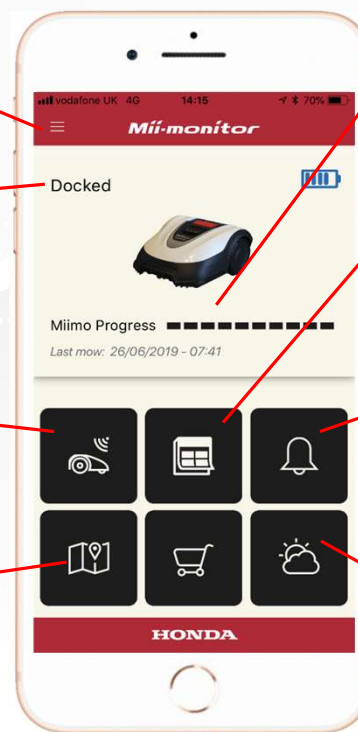 vodafone UK 4G 14:15 70%
Mii-monitor
Docked
Miimo Progress
Last mow: 26/06/2019 - 07:41
HONDA